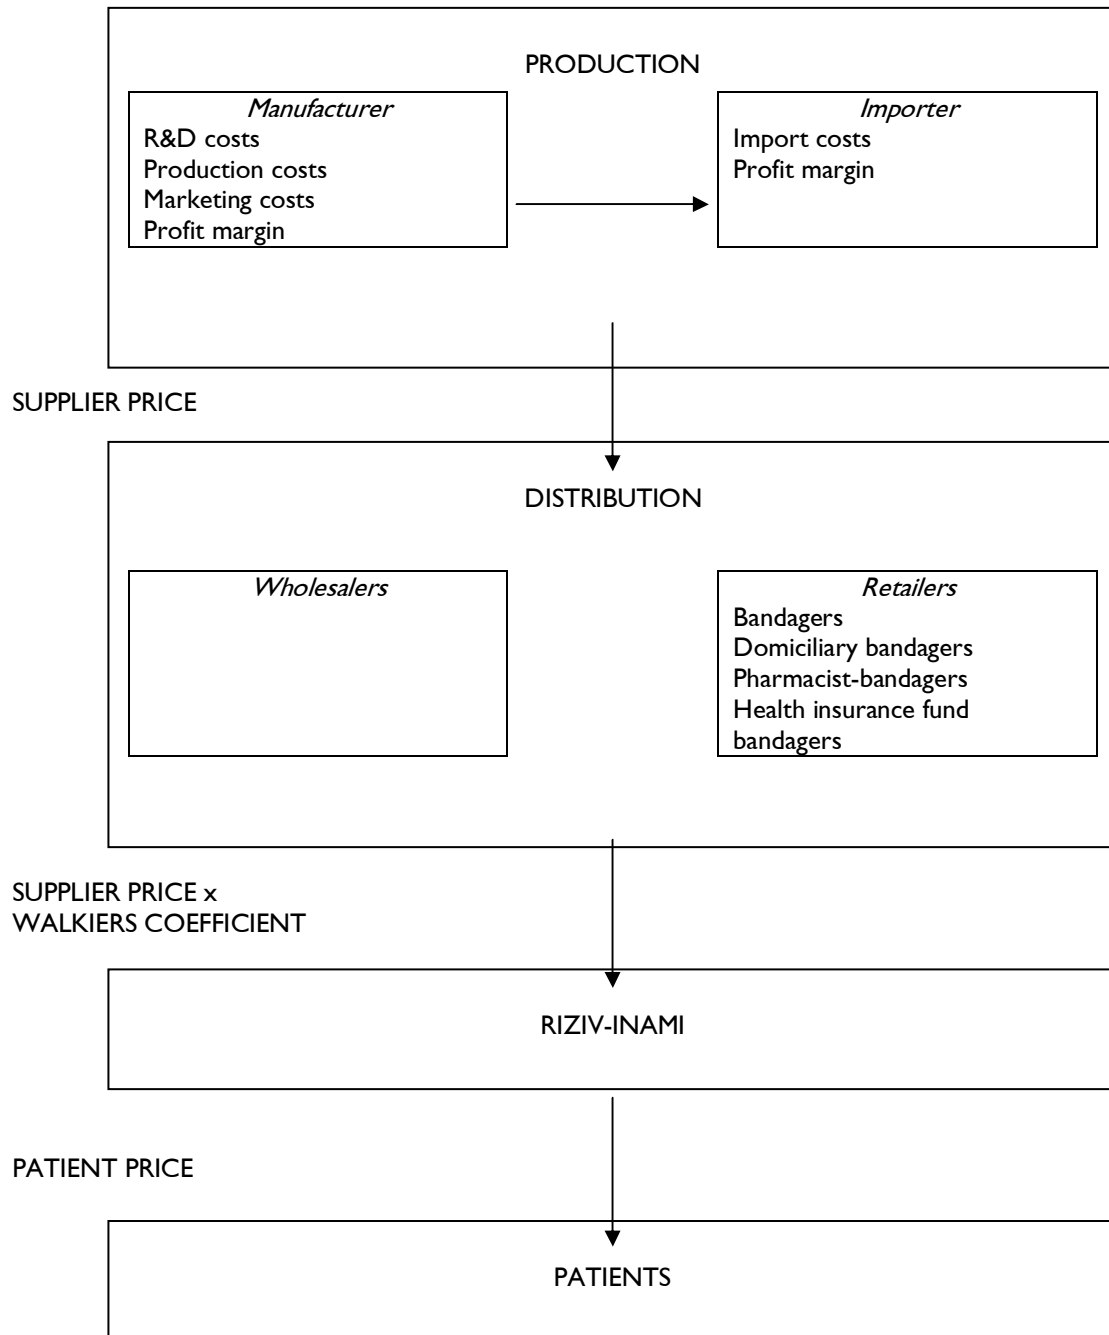 PRODUCTION
Manufacturer
R&D costs
Production costs
Marketing costs
Profit margin
Importer
Import costs
Profit margin
SUPPLIER PRICE
DISTRIBUTION
Wholesalers
Retailers
Bandagers
Domiciliary bandagers
Pharmacist-bandagers
Health insurance fund
bandagers
SUPPLIER PRICE x
WALKIERS COEFFICIENT
RIZIV-INAMI
PATIENT PRICE
PATIENTS